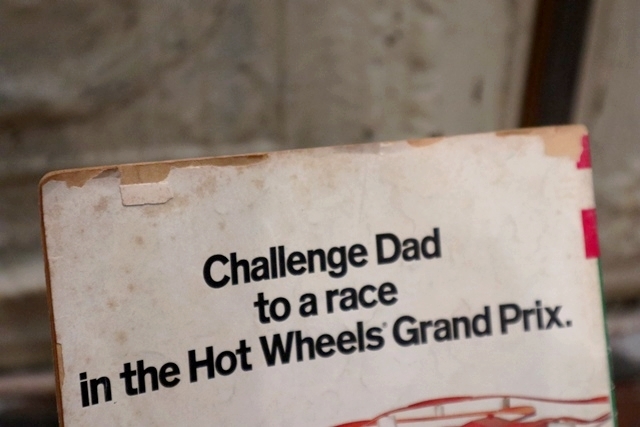 Challenge Dad
to a race
in the Hot Wheels® Grand Prix.